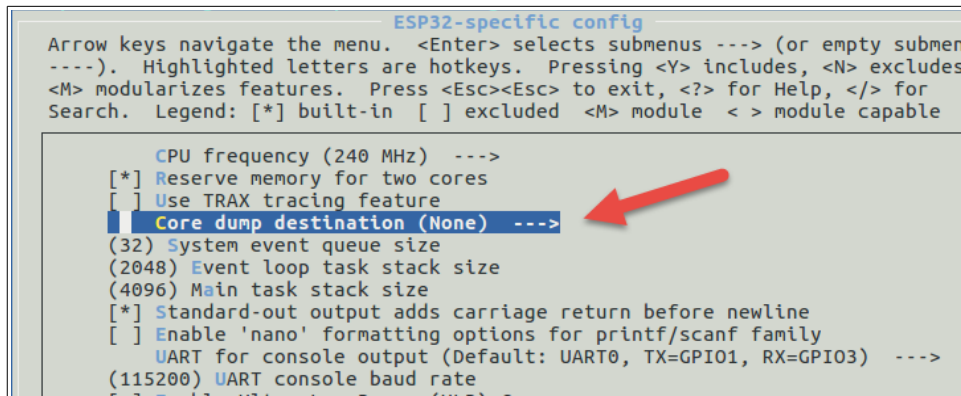 ESP32-specific config
Arrow keys navigate the menu.  <Enter> selects submenus ---> (or empty submen
----).  Highlighted letters are hotkeys.  Pressing <Y> includes, <N> excludes
<M> modularizes features.  Press <Esc><Esc> to exit, <?> for Help, </> for
Search.  Legend: [*] built-in  [ ] excluded  <M> module  < > module capable
CPU frequency (240 MHz)  --->
[*] Reserve memory for two cores
[ ] Use TRAX tracing feature
Core dump destination (None)  --->
(32) System event queue size
(2048) Event loop task stack size
(4096) Main task stack size
[*] Standard-out output adds carriage return before newline
[ ] Enable 'nano' formatting options for printf/scanf family
UART for console output (Default: UART0, TX=GPIO1, RX=GPIO3)  --->
(115200) UART console baud rate